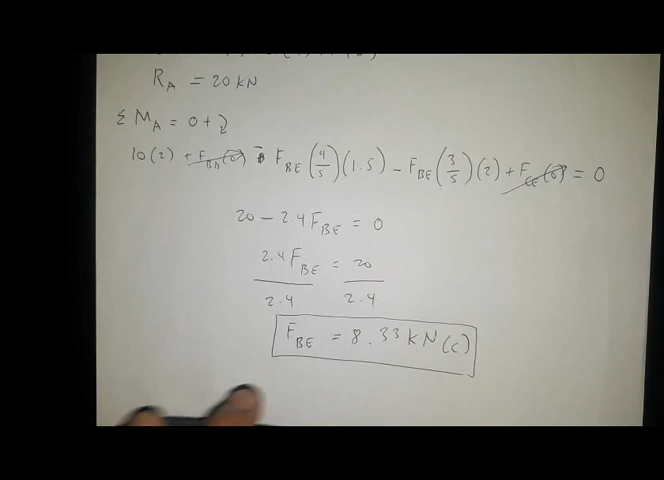 R_A = 20 kN
Σ M_A = 0 +
10(2) + F_BA(0) - F_BE (4/5)(1.5) - F_BE (3/5)(2) + F_CE(0) = 0
20 - 2.4 F_BE = 0
2.4 F_BE = 20
2.4 2.4
F_BE = 8.33 kN (C)